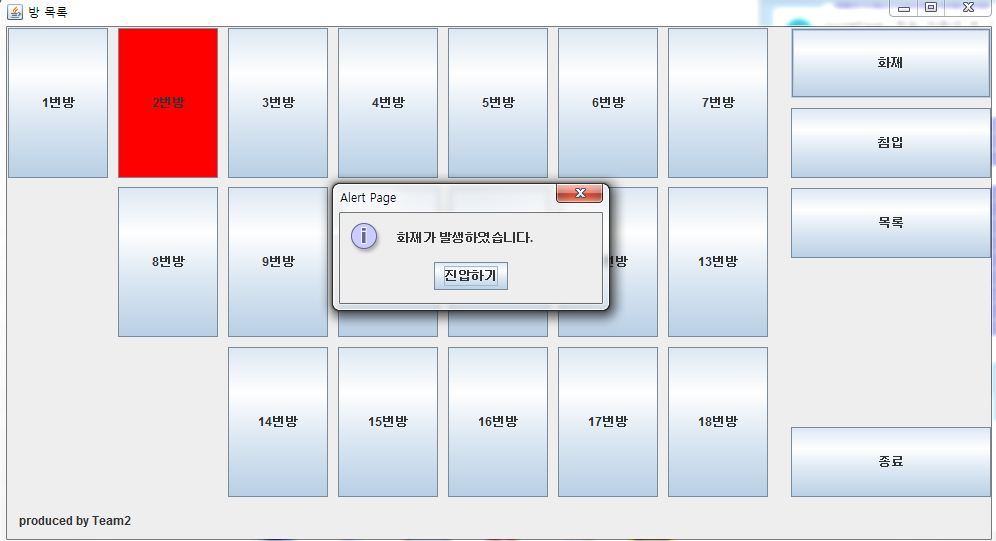 방 목록
1번방
2번방
3번방
4번방
5번방
6번방
7번방
화재
침입
Alert Page
화재가 발생하였습니다.
진압하기
8번방
9번방
번방
13번방
목록
14번방
15번방
16번방
17번방
18번방
종료
produced by Team2